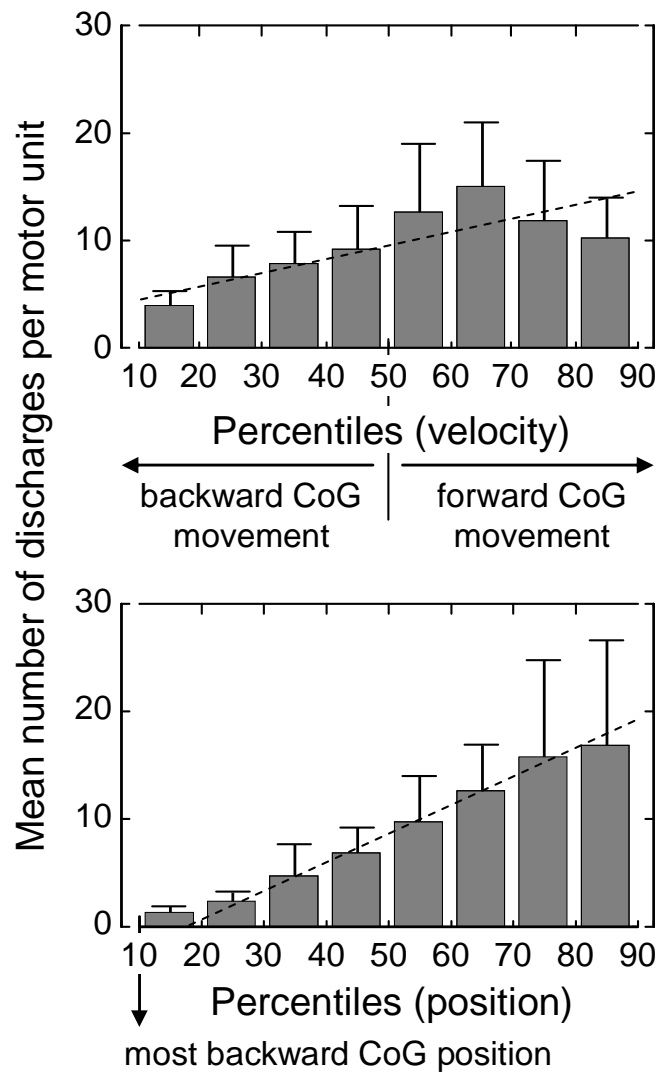 Mean number of discharges per motor unit
30
20
10
0
10 20 30 40 50 60 70 80 90
Percentiles (velocity)
backward CoG movement
forward CoG movement
30
20
10
0
10 20 30 40 50 60 70 80 90
Percentiles (position)
most backward CoG position